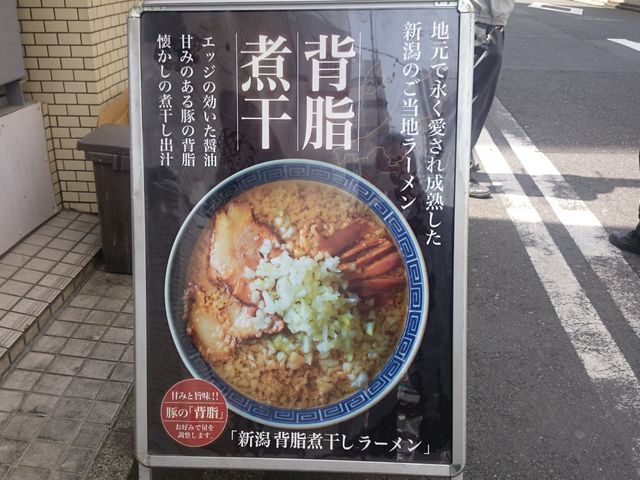 地元で永く愛され成熟した
新潟のご当地ラーメン
背脂
煮干
エッジの効いた醤油
甘みのある豚の背脂
懐かしの煮干し出汁
甘みと旨味!!
豚の「背脂」
お好みで量を
調整します。
「新潟背脂煮干しラーメン」